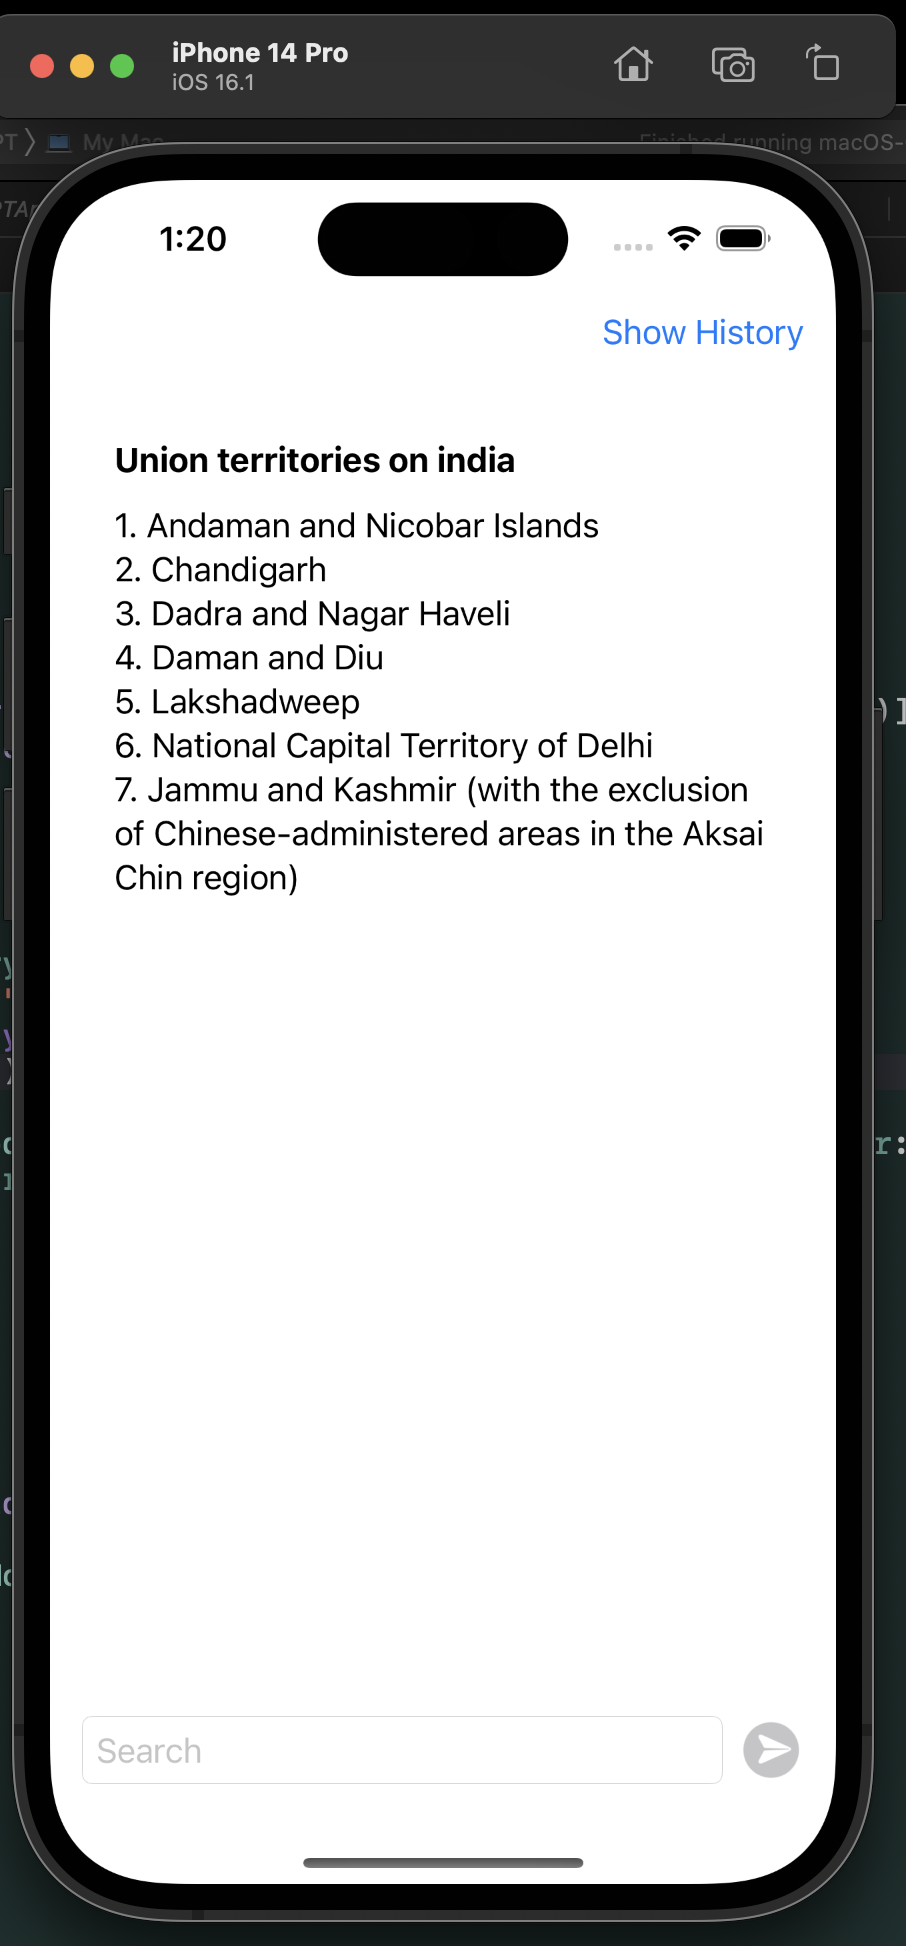 iPhone 14 Pro
iOS 16.1
My Mac
Finished running macOS-
1:20
Show History
Union territories on india
1. Andaman and Nicobar Islands
2. Chandigarh
3. Dadra and Nagar Haveli
4. Daman and Diu
5. Lakshadweep
6. National Capital Territory of Delhi
7. Jammu and Kashmir (with the exclusion
of Chinese-administered areas in the Aksai
Chin region)
Search